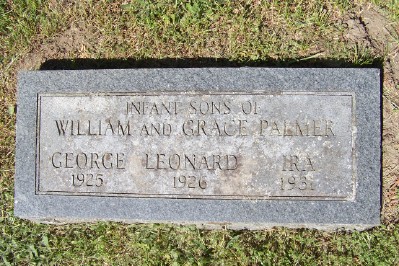 INFANT SONS OF
WILLIAM AND GRACE PALMER
GEORGE LEONARD IRA
1925 1926 1931